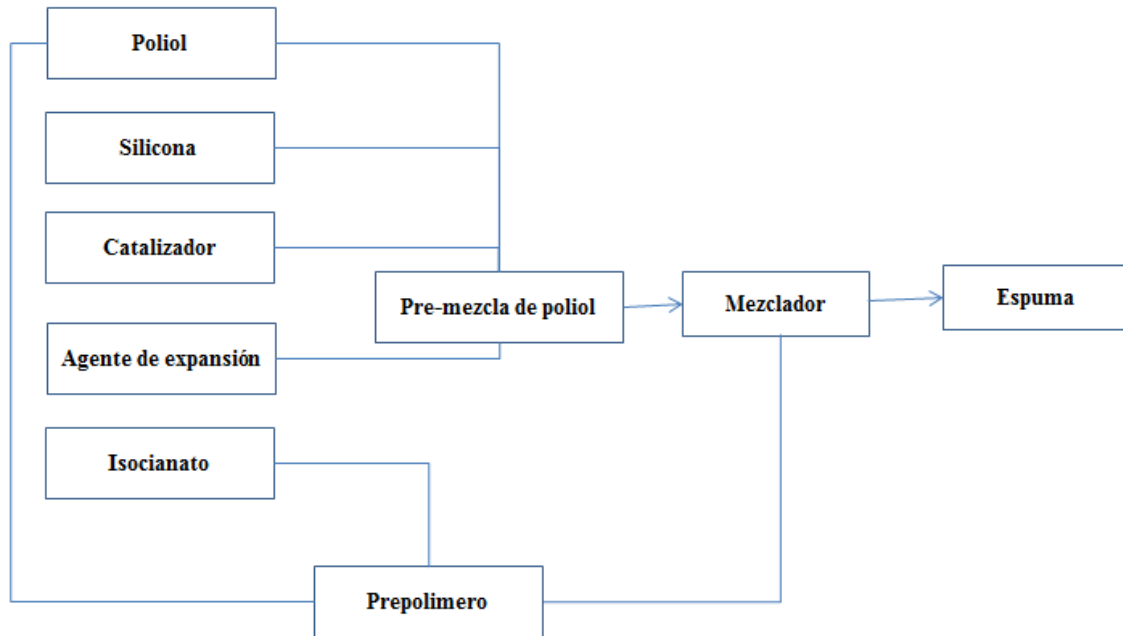 Poliol
Silicona
Catalizador
Agente de expansión
Isocianato
Pre-mezcla de poliol
Mezclador
Espuma
Prepolimero